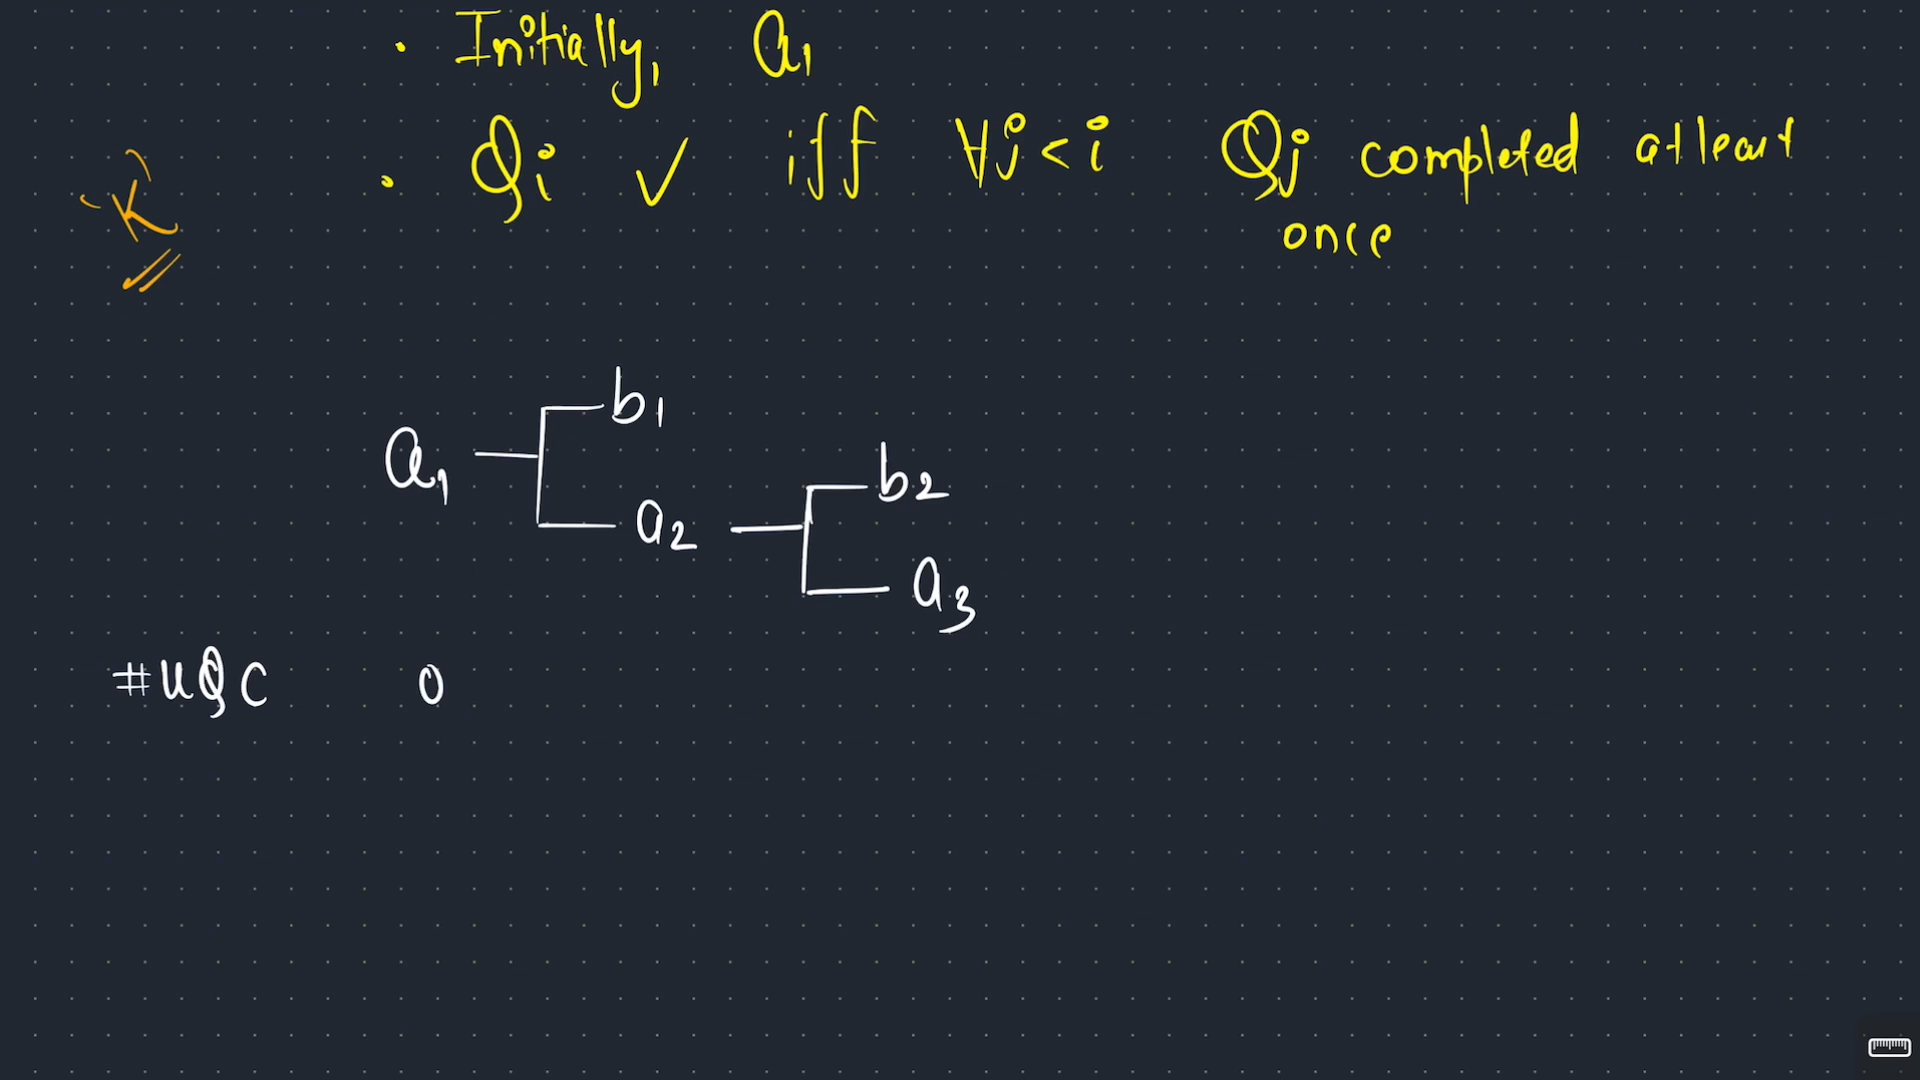 • Initially, a₁
• Qi ✓ iff ∀j<i Qj completed atleast
once
"K"
b₁
a₁
b₂
a₂
a₃
#UQC 0